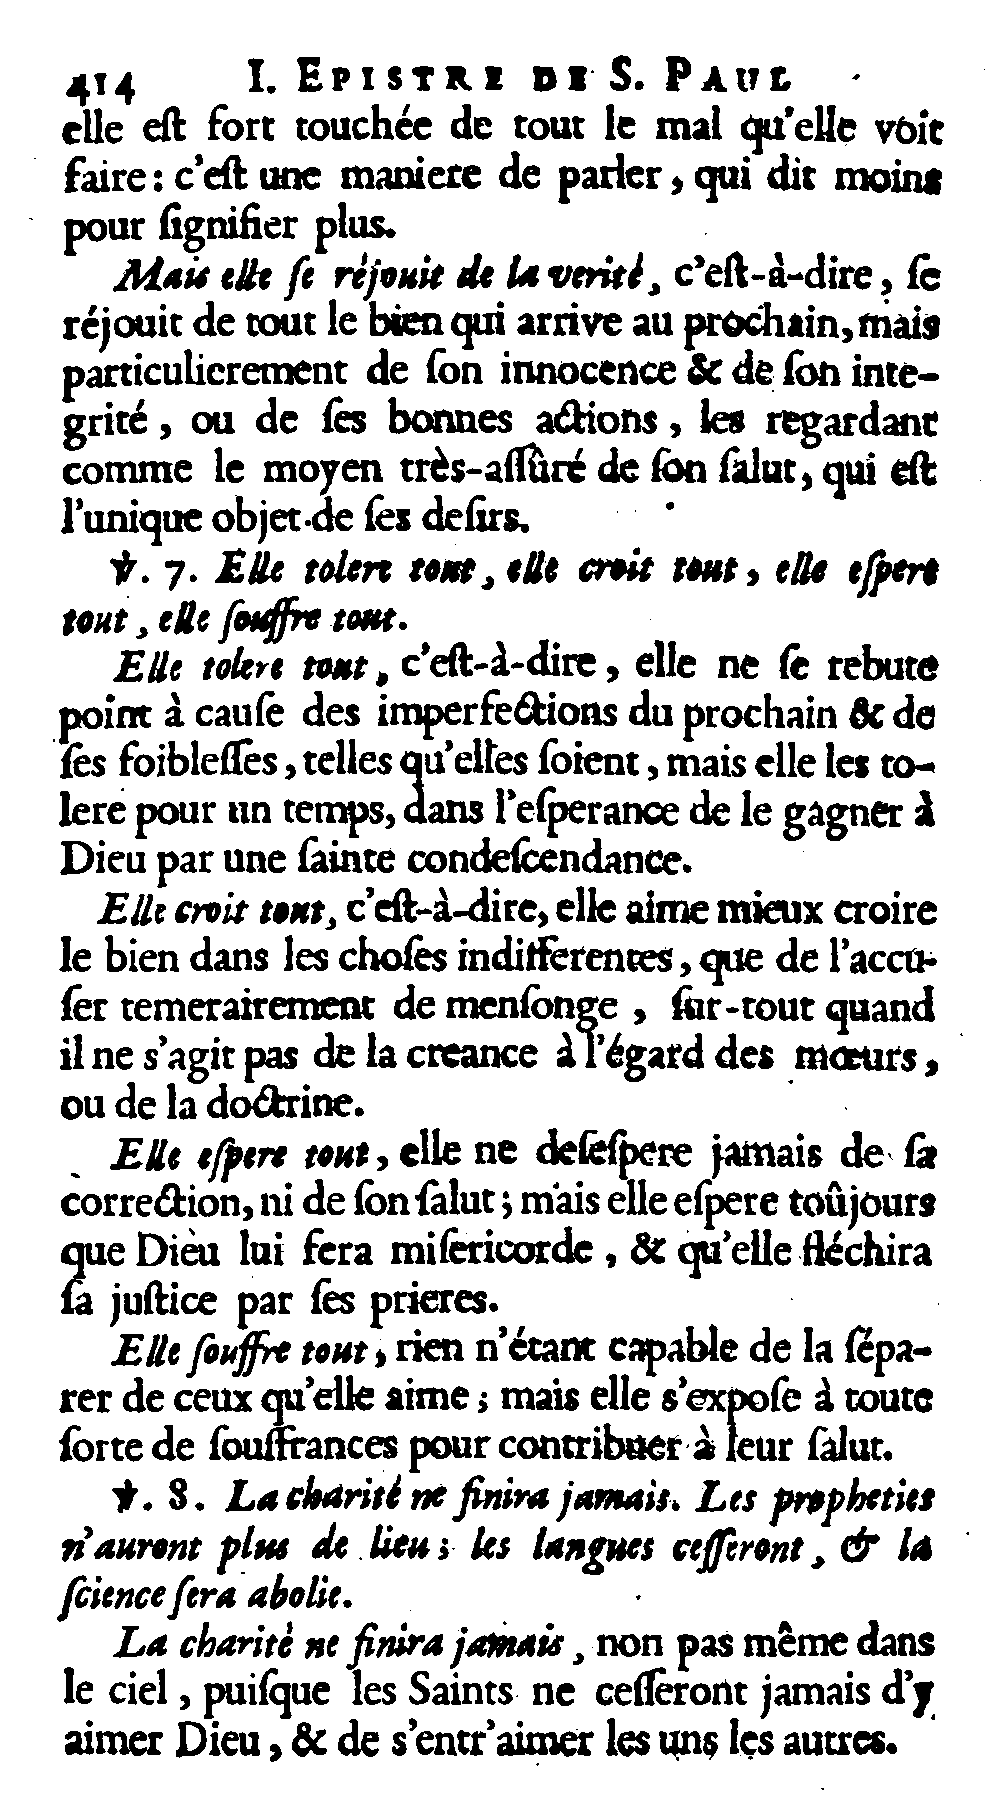 414 I. EPISTRE DE S. PAUL
elle eſt fort touchée de tout le mal qu'elle voit
faire: c'eſt une maniere de parler, qui dit moins
pour ſignifier plus.
Mais elle ſe réjouit de la verité, c'eſt-à-dire, ſe
réjouit de tout le bien qui arrive au prochain, mais
particulierement de ſon innocence & de ſon inte-
grité, ou de ſes bonnes actions, les regardant
comme le moyen très-aſſûré de ſon ſalut, qui eſt
l'unique objet de ſes deſirs.
℣. 7. Elle tolere tout, elle croit tout, elle eſpere
tout, elle ſouffre tout.
Elle tolere tout, c'eſt-à-dire, elle ne ſe rebute
point à cauſe des imperfections du prochain & de
ſes foibleſſes, telles qu'elles ſoient, mais elle les to-
lere pour un temps, dans l'eſperance de le gagner à
Dieu par une ſainte condeſcendance.
Elle croit tout, c'eſt-à-dire, elle aime mieux croire
le bien dans les choſes indifferentes, que de l'accu-
ſer temerairement de menſonge, ſur-tout quand
il ne s'agit pas de la creance à l'égard des mœurs,
ou de la doctrine.
Elle eſpere tout, elle ne deſeſpere jamais de ſa
correction, ni de ſon ſalut; mais elle eſpere toûjours
que Dieu lui fera miſericorde, & qu'elle fléchira
ſa juſtice par ſes prieres.
Elle ſouffre tout, rien n'étant capable de la ſépa-
rer de ceux qu'elle aime; mais elle s'expoſe à toute
ſorte de ſouffrances pour contribuer à leur ſalut.
℣. 8. La charité ne finira jamais. Les propheties
n'auront plus de lieu; les langues ceſſeront, & la
ſcience ſera abolie.
La charité ne finira jamais, non pas même dans
le ciel, puiſque les Saints ne ceſſeront jamais d'y
aimer Dieu, & de s'entr'aimer les uns les autres.